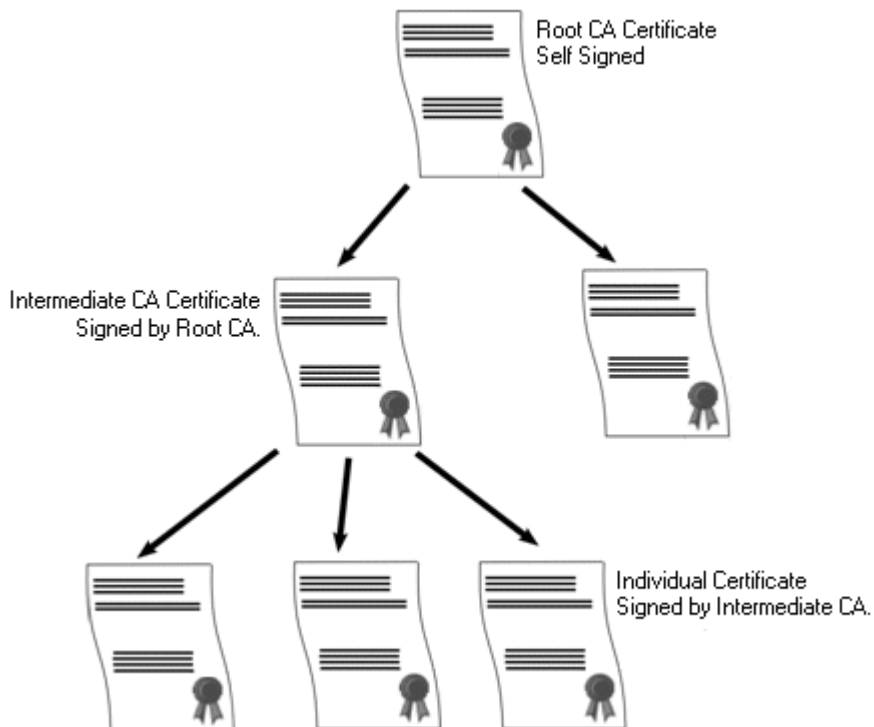 Root CA Certificate
Self Signed
Intermediate CA Certificate
Signed by Root CA.
Individual Certificate
Signed by Intermediate CA.